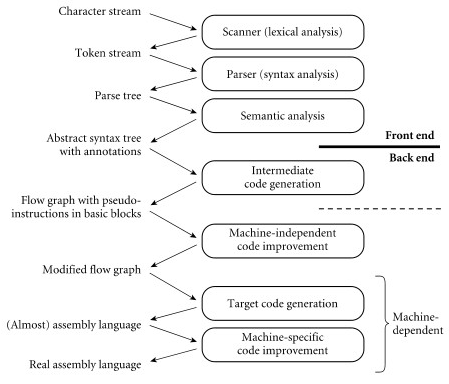 Character stream
Scanner (lexical analysis)
Token stream
Parser (syntax analysis)
Parse tree
Semantic analysis
Abstract syntax tree
with annotations
Front end
Back end
Intermediate
code generation
Flow graph with pseudo-
instructions in basic blocks
Machine-independent
code improvement
Modified flow graph
Target code generation
(Almost) assembly language
Machine-
dependent
Machine-specific
code improvement
Real assembly language